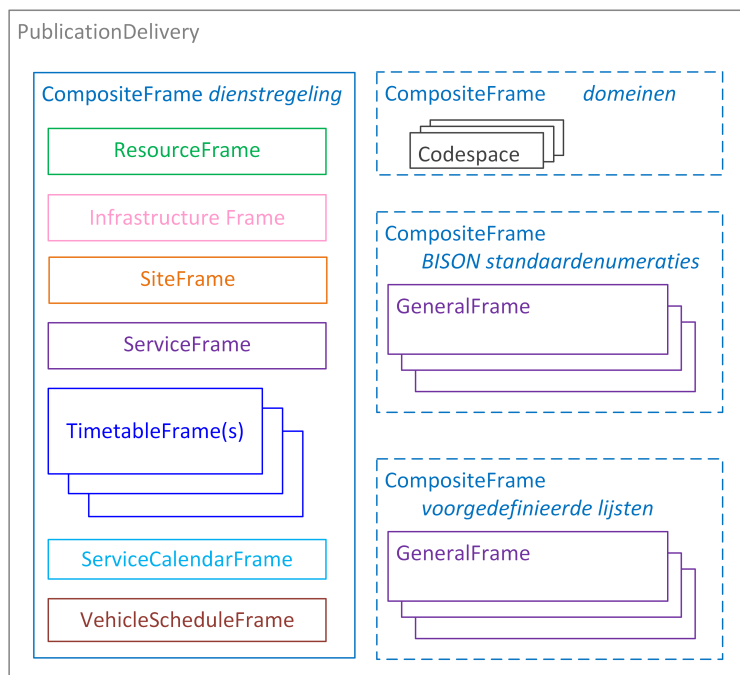 PublicationDelivery
CompositeFrame dienstregeling
ResourceFrame
Infrastructure Frame
SiteFrame
ServiceFrame
TimetableFrame(s)
ServiceCalendarFrame
VehicleScheduleFrame
CompositeFrame domeinen
Codespace
CompositeFrame
BISON standaardenumeraties
GeneralFrame
CompositeFrame
voorgedefinieerde lijsten
GeneralFrame